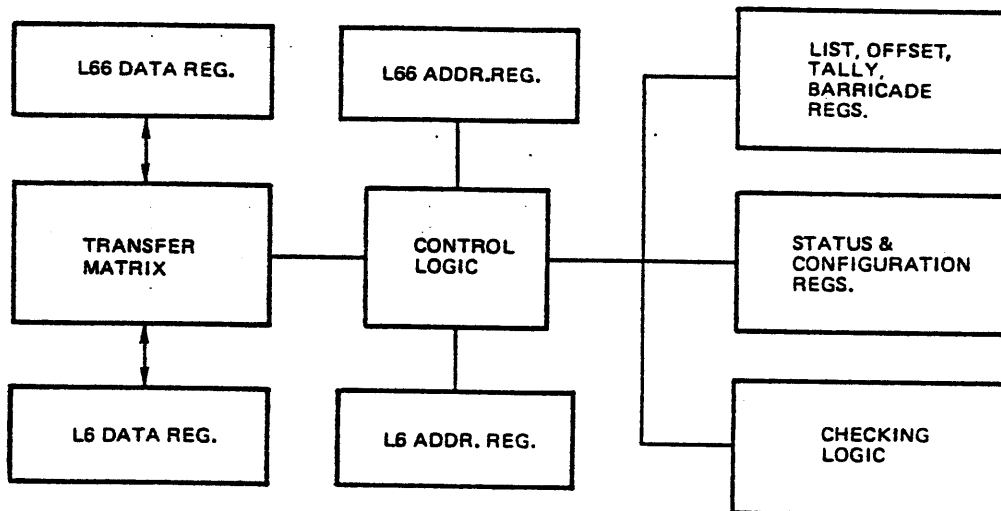 L66 DATA REG.
L66 ADDR.REG.
LIST, OFFSET,
TALLY,
BARRICADE
REGS.
TRANSFER
MATRIX
CONTROL
LOGIC
STATUS &
CONFIGURATION
REGS.
L6 DATA REG.
L6 ADDR. REG.
CHECKING
LOGIC